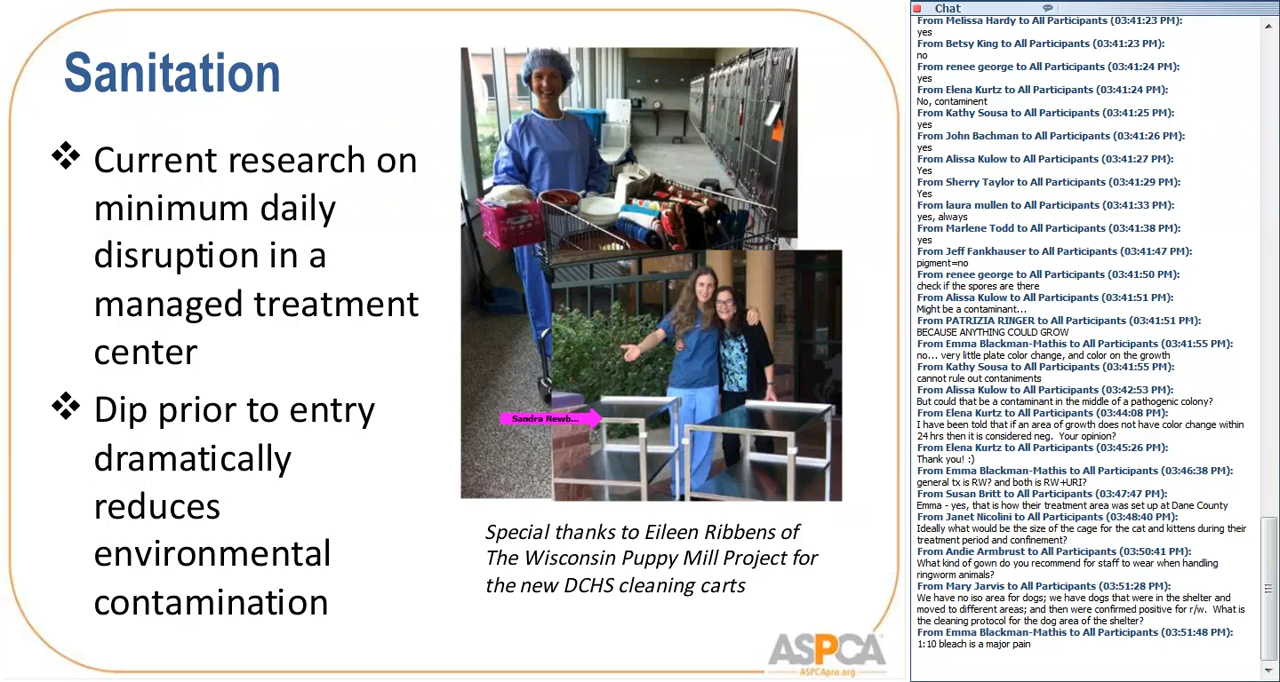 Sanitation
❖ Current research on
minimum daily
disruption in a
managed treatment
center
❖ Dip prior to entry
dramatically
reduces
environmental
contamination
Sandra Newb...
Special thanks to Eileen Ribbens of
The Wisconsin Puppy Mill Project for
the new DCHS cleaning carts
ASPCA
ASPCApro.org
Chat
From Melissa Hardy to All Participants (03:41:23 PM):
yes
From Betsy King to All Participants (03:41:23 PM):
no
From renee george to All Participants (03:41:24 PM):
yes
From Elena Kurtz to All Participants (03:41:24 PM):
No, contaminent
From Kathy Sousa to All Participants (03:41:25 PM):
yes
From John Bachman to All Participants (03:41:26 PM):
yes
From Alissa Kulow to All Participants (03:41:27 PM):
Yes
From Sherry Taylor to All Participants (03:41:29 PM):
Yes
From laura mullen to All Participants (03:41:33 PM):
yes, always
From Marlene Todd to All Participants (03:41:38 PM):
yes
From Jeff Fankhauser to All Participants (03:41:47 PM):
pigment=no
From renee george to All Participants (03:41:50 PM):
check if the spores are there
From Alissa Kulow to All Participants (03:41:51 PM):
Might be a contaminant...
From PATRIZIA RINGER to All Participants (03:41:51 PM):
BECAUSE ANYTHING COULD GROW
From Emma Blackman-Mathis to All Participants (03:41:55 PM):
no... very little plate color change, and color on the growth
From Kathy Sousa to All Participants (03:41:55 PM):
cannot rule out contaniments
From Alissa Kulow to All Participants (03:42:53 PM):
But could that be a contaminant in the middle of a pathogenic colony?
From Elena Kurtz to All Participants (03:44:08 PM):
I have been told that if an area of growth does not have color change within
24 hrs then it is considered neg.  Your opinion?
From Elena Kurtz to All Participants (03:45:26 PM):
Thank you! :)
From Emma Blackman-Mathis to All Participants (03:46:38 PM):
general tx is RW? and both is RW+URI?
From Susan Britt to All Participants (03:47:47 PM):
Emma - yes, that is how their treatment area was set up at Dane County
From Janet Nicolini to All Participants (03:48:40 PM):
Ideally what would be the size of the cage for the cat and kittens during their
treatment period and confinement?
From Andie Armbrust to All Participants (03:50:41 PM):
What kind of gown do you recommend for staff to wear when handling
ringworm animals?
From Mary Jarvis to All Participants (03:51:28 PM):
We have no iso area for dogs; we have dogs that were in the shelter and
moved to different areas; and then were confirmed positive for r/w.  What is
the cleaning protocol for the dog area of the shelter?
From Emma Blackman-Mathis to All Participants (03:51:48 PM):
1:10 bleach is a major pain